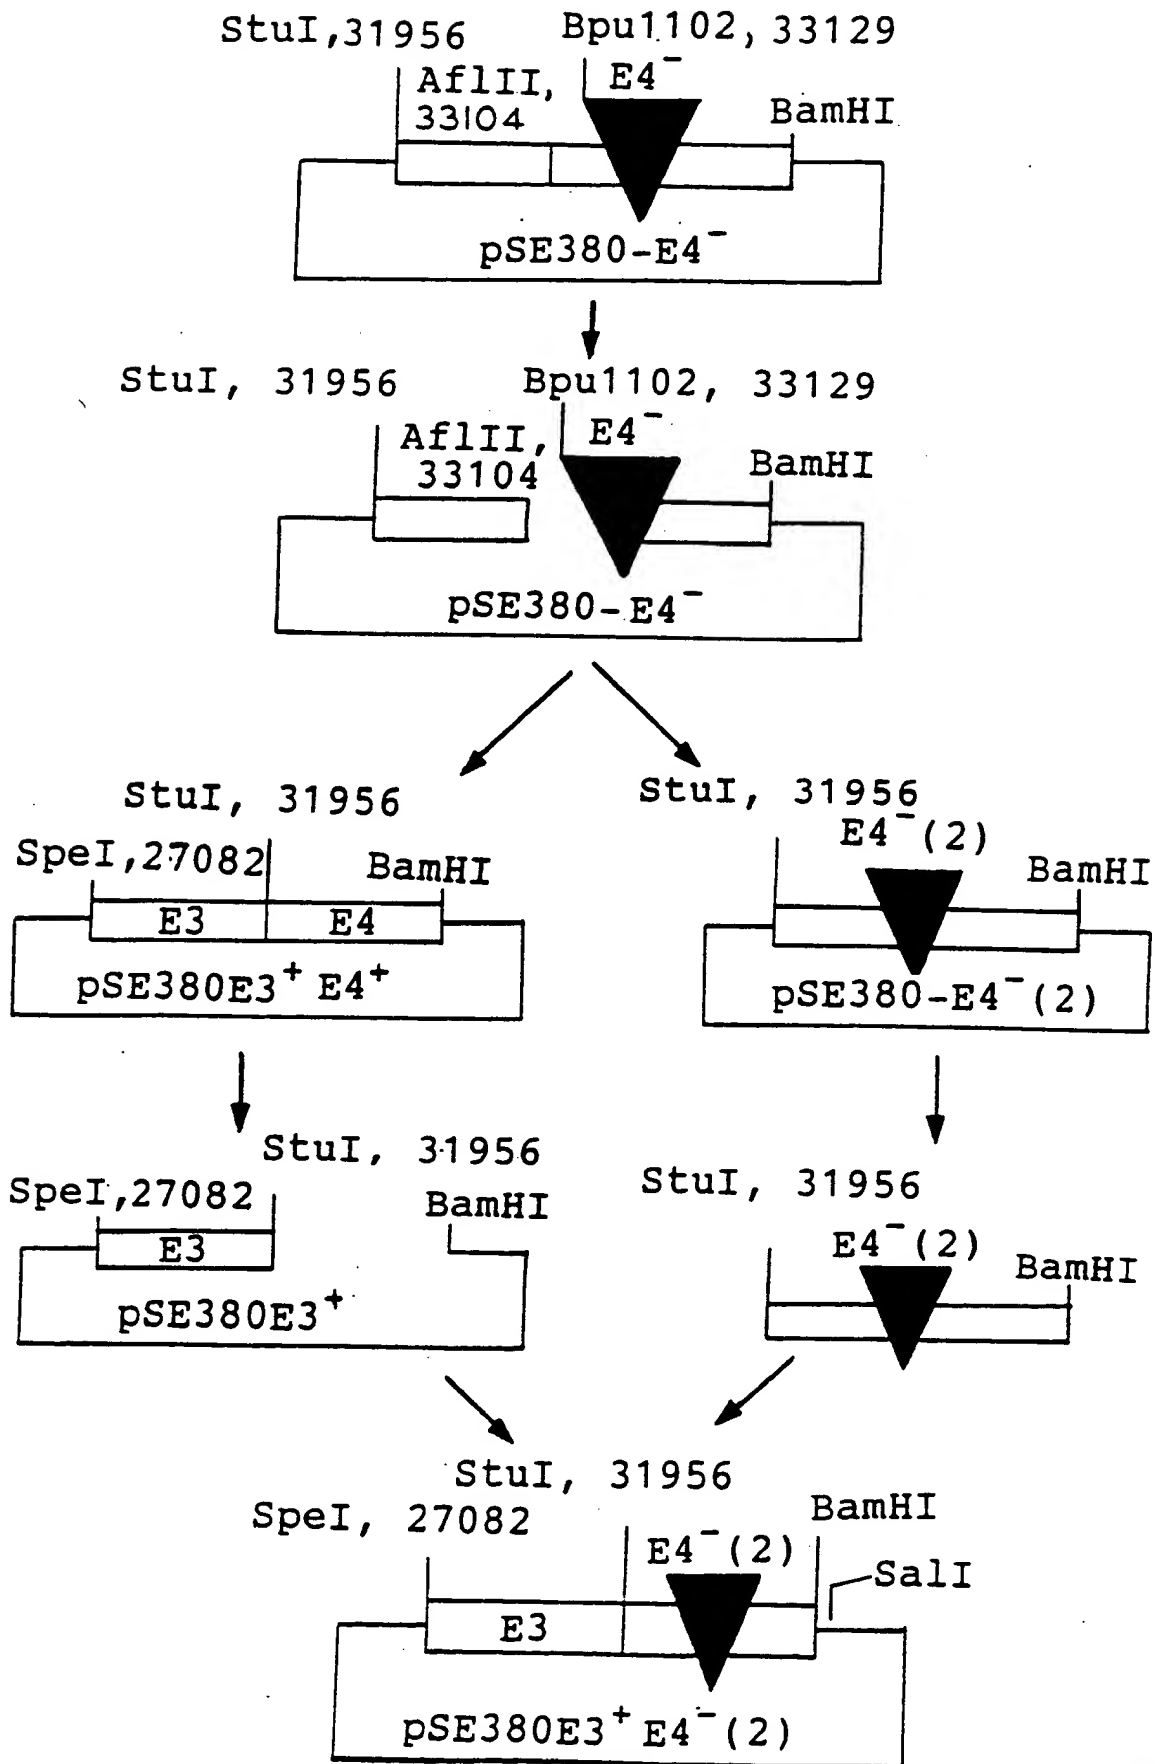 StuI,31956
Bpu1102, 33129
AflII,
33104
E4⁻
BamHI
pSE380-E4⁻
StuI, 31956
Bpu1102, 33129
AflII,
33104
E4⁻
BamHI
pSE380-E4⁻
StuI, 31956
SpeI,27082
BamHI
E3
E4
pSE380E3⁺ E4⁺
StuI, 31956
E4⁻(2)
BamHI
pSE380-E4⁻(2)
StuI, 31956
SpeI,27082
BamHI
E3
pSE380E3⁺
StuI, 31956
E4⁻(2)
BamHI
StuI, 31956
SpeI, 27082
BamHI
E4⁻(2)
SalI
E3
pSE380E3⁺ E4⁻(2)